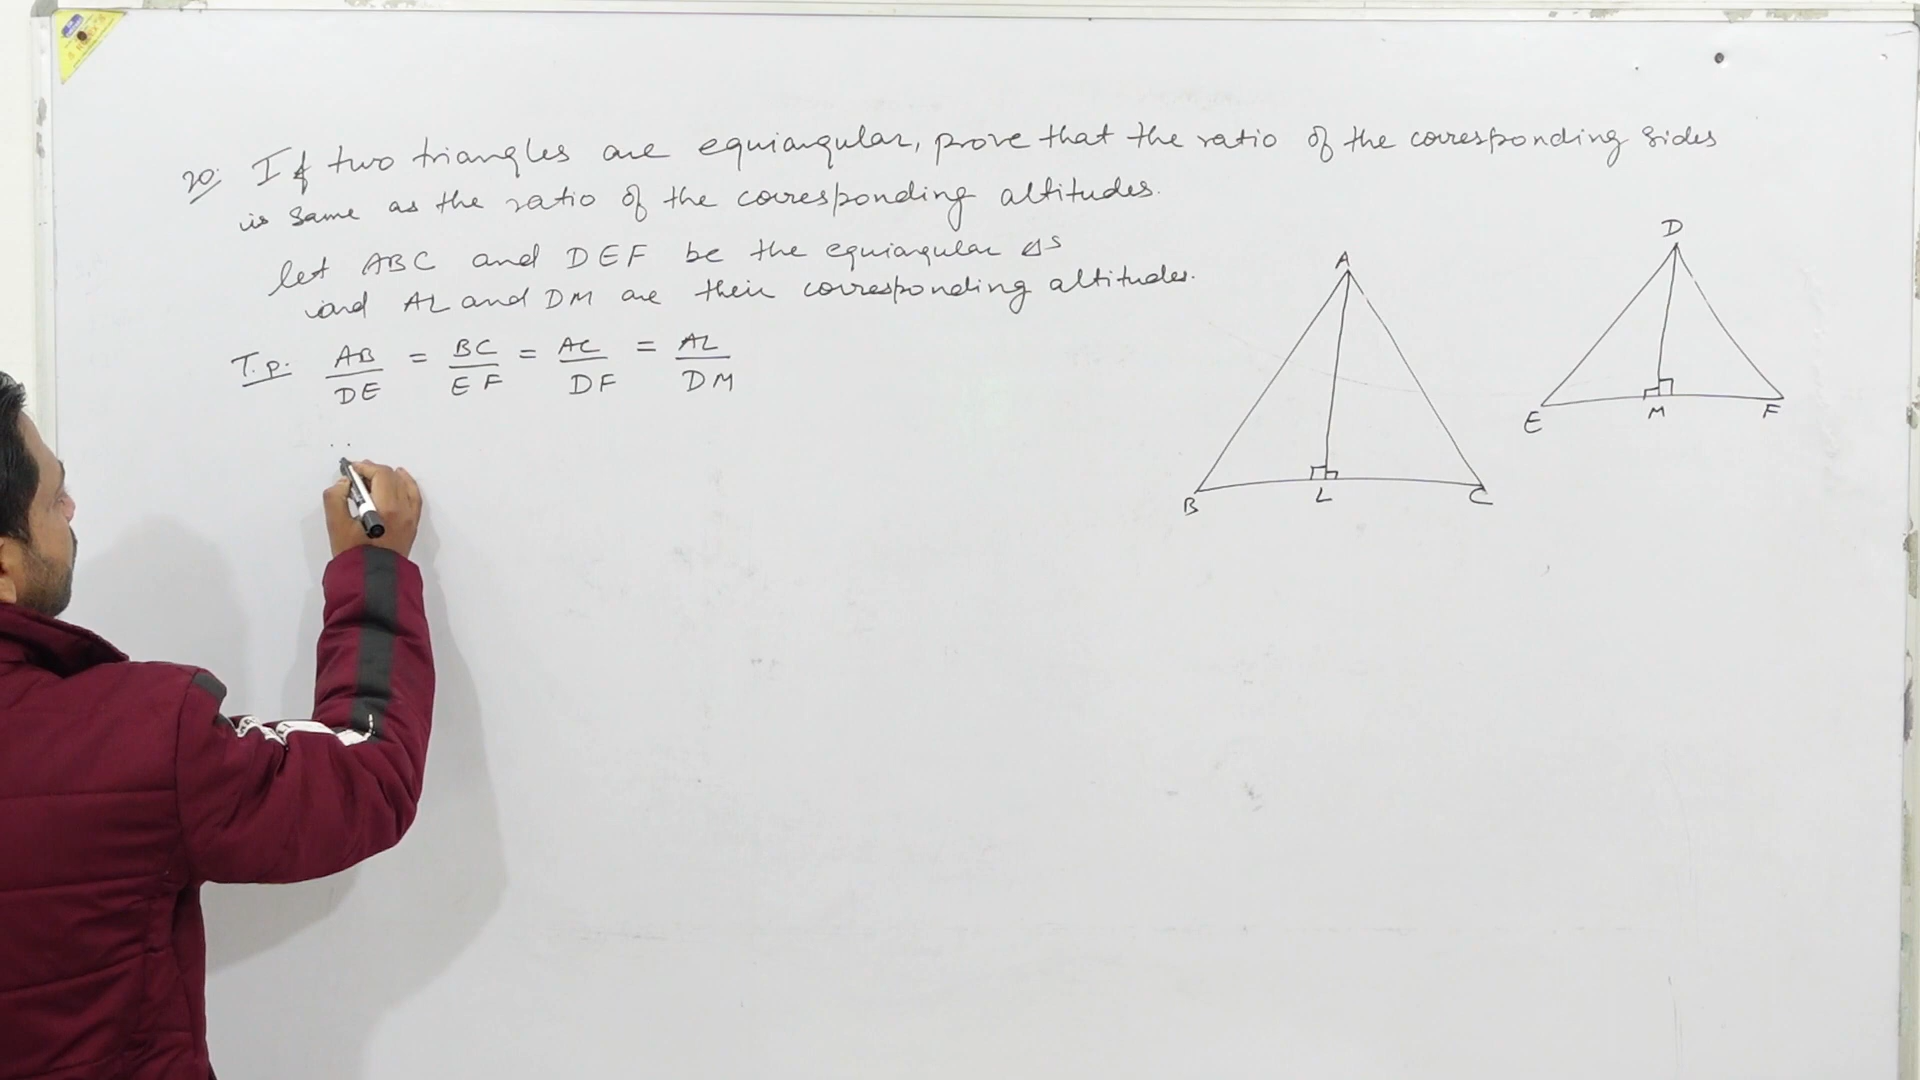 20. If two triangles are equiangular, prove that the ratio of the corresponding sides
is same as the ratio of the corresponding altitudes.
let ABC and DEF be the equiangular Δs
and AL and DM are their corresponding altitudes.
T.p. AB/DE = BC/EF = AC/DF = AL/DM
A
B
L
C
D
E
M
F